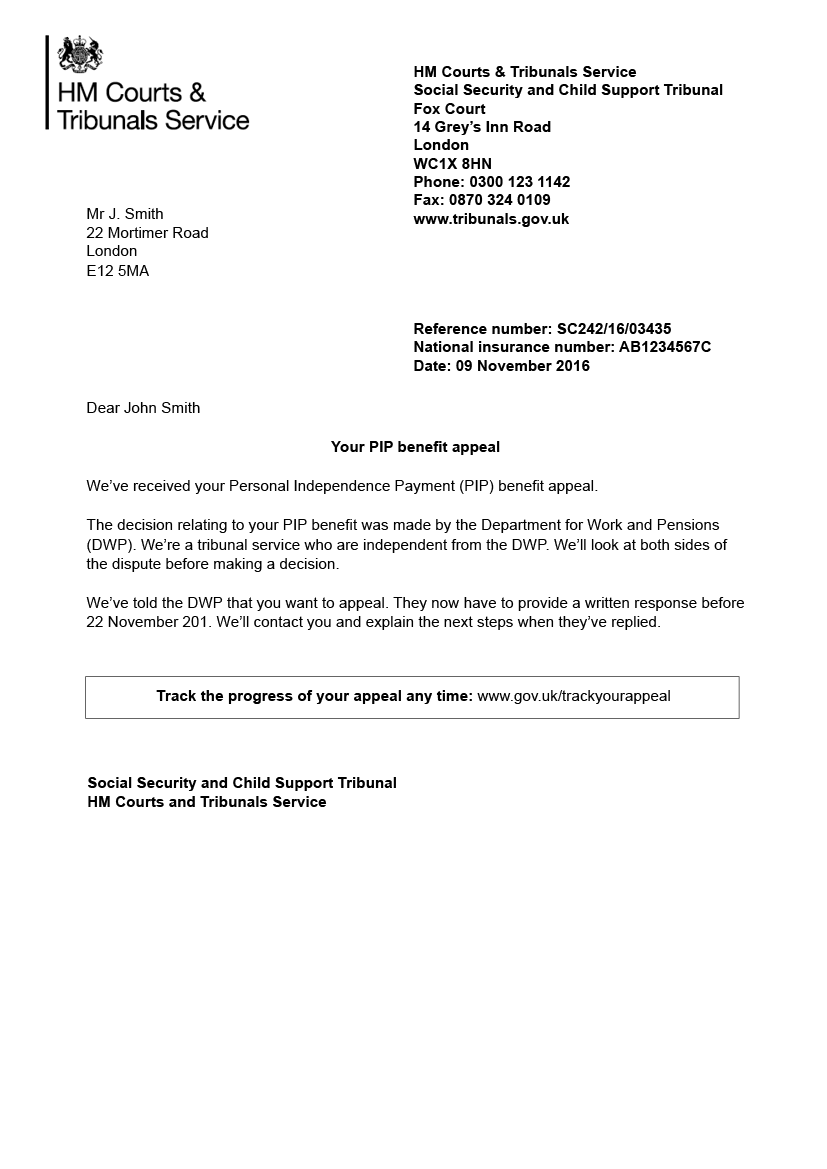 HM Courts &
Tribunals Service
HM Courts & Tribunals Service
Social Security and Child Support Tribunal
Fox Court
14 Grey’s Inn Road
London
WC1X 8HN
Phone: 0300 123 1142
Fax: 0870 324 0109
www.tribunals.gov.uk
Mr J. Smith
22 Mortimer Road
London
E12 5MA
Reference number: SC242/16/03435
National insurance number: AB1234567C
Date: 09 November 2016
Dear John Smith
Your PIP benefit appeal
We’ve received your Personal Independence Payment (PIP) benefit appeal.
The decision relating to your PIP benefit was made by the Department for Work and Pensions
(DWP). We’re a tribunal service who are independent from the DWP. We’ll look at both sides of
the dispute before making a decision.
We’ve told the DWP that you want to appeal. They now have to provide a written response before
22 November 201. We’ll contact you and explain the next steps when they’ve replied.
Track the progress of your appeal any time: www.gov.uk/trackyourappeal
Social Security and Child Support Tribunal
HM Courts and Tribunals Service